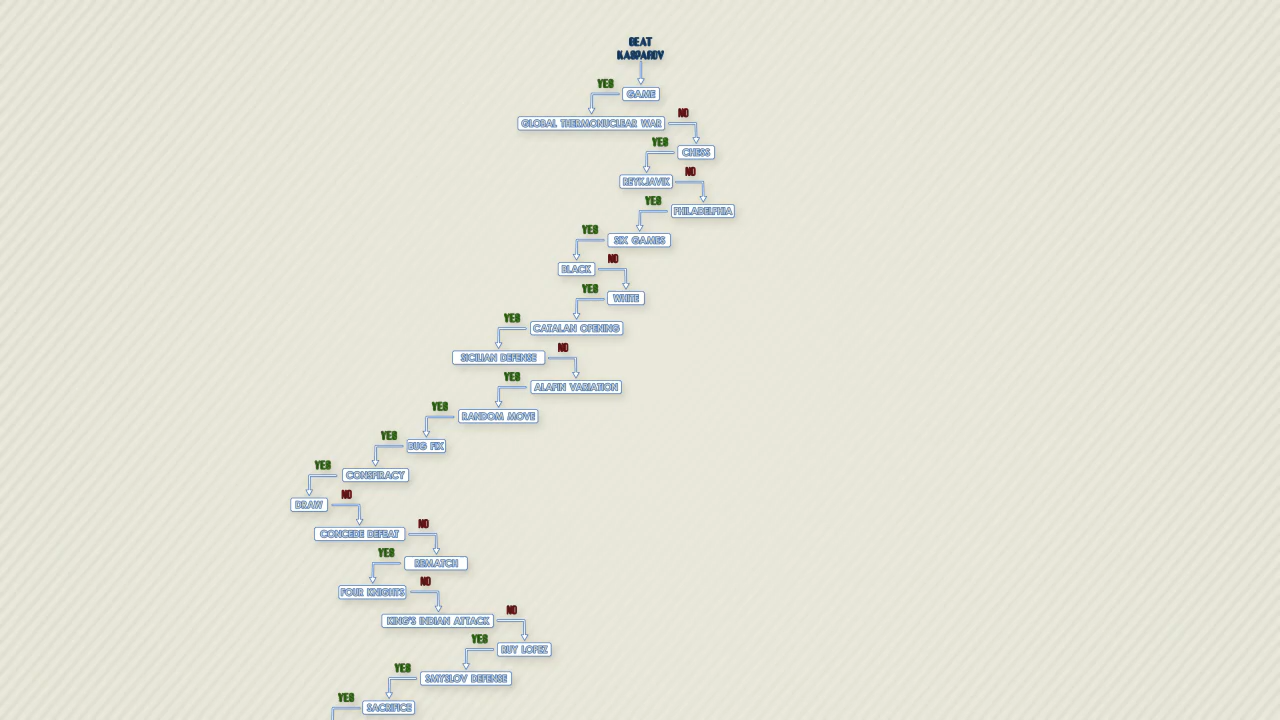 BEAT
KASPAROV
YES
GAME
NO
GLOBAL THERMONUCLEAR WAR
YES
CHESS
NO
REYKJAVIK
YES
PHILADELPHIA
YES
SIX GAMES
NO
BLACK
YES
WHITE
YES
CATALAN OPENING
NO
SICILIAN DEFENSE
YES
ALAPIN VARIATION
YES
RANDOM MOVE
YES
BUG FIX
YES
CONSPIRACY
NO
DRAW
NO
CONCEDE DEFEAT
YES
REMATCH
NO
FOUR KNIGHTS
NO
KING'S INDIAN ATTACK
YES
RUY LOPEZ
YES
SMYSLOV DEFENSE
YES
SACRIFICE